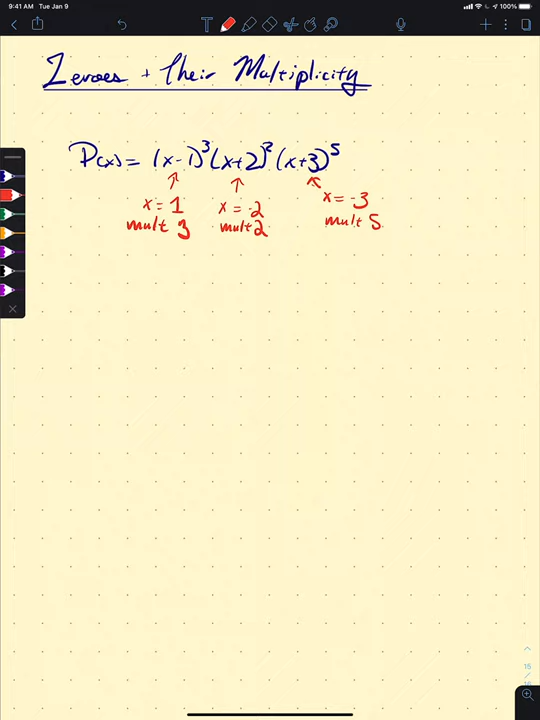 9:41 AM Tue Jan 9
100%
Zeroes + Their Multiplicity
P(x) = (x-1)³(x+2)²(x+3)⁵
x = 1
mult 3
x = -2
mult 2
x = -3
mult 5
15
/